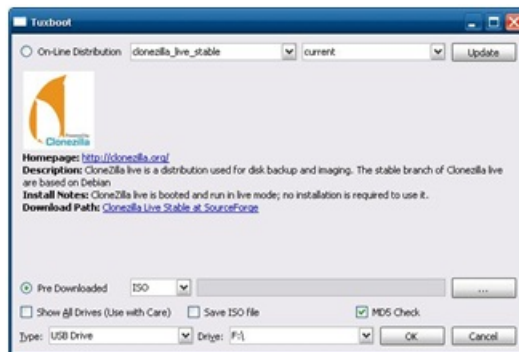 Tuxboot
On-Line Distribution clonezilla_live_stable current Update
Clonezilla
Homepage: http://clonezilla.org/
Description: CloneZilla live is a distribution used for disk backup and imaging. The stable branch of Clonezilla live
are based on Debian
Install Notes: CloneZilla live is booted and run in live mode; no installation is required to use it.
Download Path: Clonezilla Live Stable at SourceForge
Pre Downloaded ISO ...
Show All Drives (Use with Care) Save ISO file MD5 Check
Type: USB Drive Drive: F:\ OK Cancel